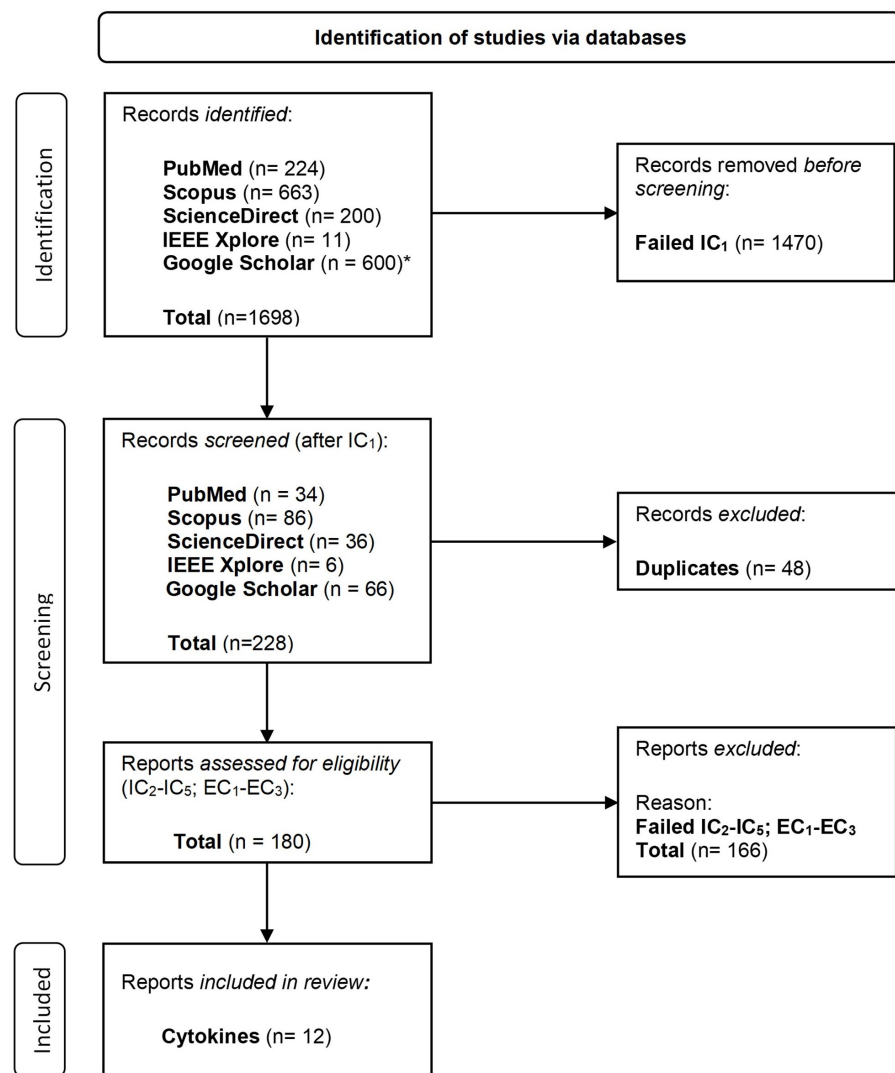 Identification of studies via databases
Identification
Records identified:
PubMed (n= 224)
Scopus (n= 663)
ScienceDirect (n= 200)
IEEE Xplore (n= 11)
Google Scholar (n = 600)*
Total (n=1698)
Records removed before
screening:
Failed IC₁ (n= 1470)
Screening
Records screened (after IC₁):
PubMed (n = 34)
Scopus (n= 86)
ScienceDirect (n= 36)
IEEE Xplore (n= 6)
Google Scholar (n = 66)
Total (n=228)
Records excluded:
Duplicates (n= 48)
Reports assessed for eligibility
(IC₂-IC₅; EC₁-EC₃):
Total (n = 180)
Reports excluded:
Reason:
Failed IC₂-IC₅; EC₁-EC₃
Total (n= 166)
Included
Reports included in review:
Cytokines (n= 12)